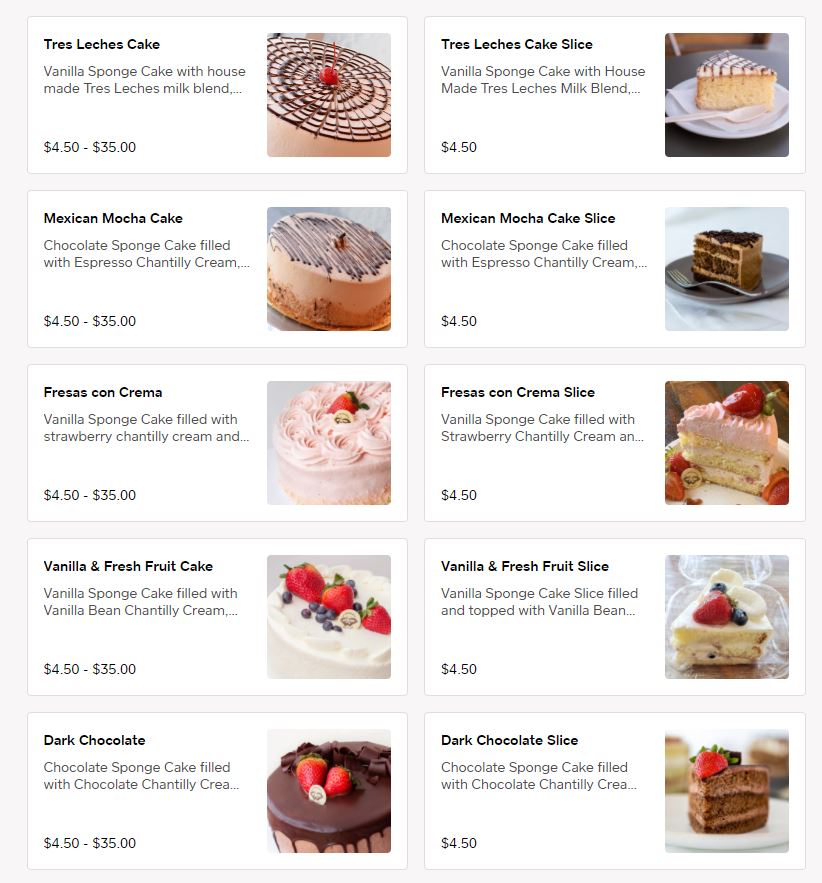 Tres Leches Cake
Vanilla Sponge Cake with house
made Tres Leches milk blend,...
$4.50 - $35.00
Tres Leches Cake Slice
Vanilla Sponge Cake with House
Made Tres Leches Milk Blend,...
$4.50
Mexican Mocha Cake
Chocolate Sponge Cake filled
with Espresso Chantilly Cream,...
$4.50 - $35.00
Mexican Mocha Cake Slice
Chocolate Sponge Cake filled
with Espresso Chantilly Cream,...
$4.50
Fresas con Crema
Vanilla Sponge Cake filled with
strawberry chantilly cream and...
$4.50 - $35.00
Fresas con Crema Slice
Vanilla Sponge Cake filled with
Strawberry Chantilly Cream an...
$4.50
Vanilla & Fresh Fruit Cake
Vanilla Sponge Cake filled with
Vanilla Bean Chantilly Cream,...
$4.50 - $35.00
Vanilla & Fresh Fruit Slice
Vanilla Sponge Cake Slice filled
and topped with Vanilla Bean...
$4.50
Dark Chocolate
Chocolate Sponge Cake filled
with Chocolate Chantilly Crea...
$4.50 - $35.00
Dark Chocolate Slice
Chocolate Sponge Cake filled
with Chocolate Chantilly Crea...
$4.50